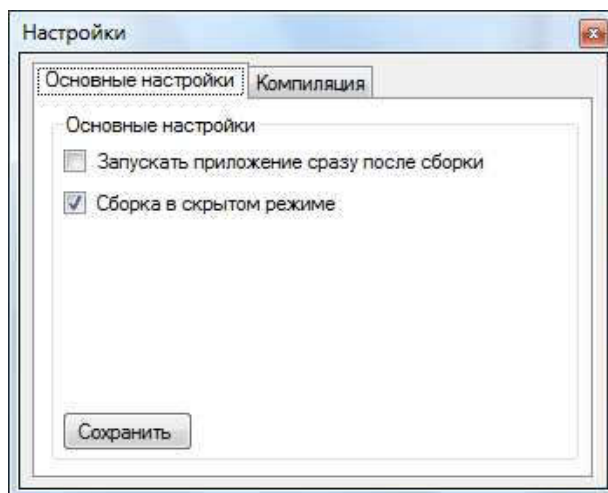 Настройки
Основные настройки
Компиляция
Основные настройки
Запускать приложение сразу после сборки
Сборка в скрытом режиме
Сохранить